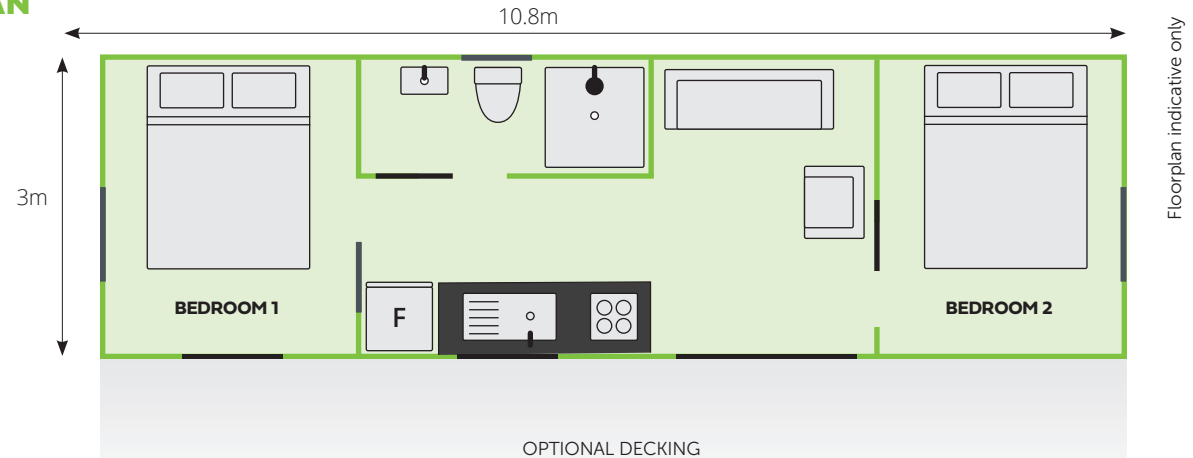 AN
10.8m
3m
Floorplan indicative only
BEDROOM 1
F
BEDROOM 2
OPTIONAL DECKING